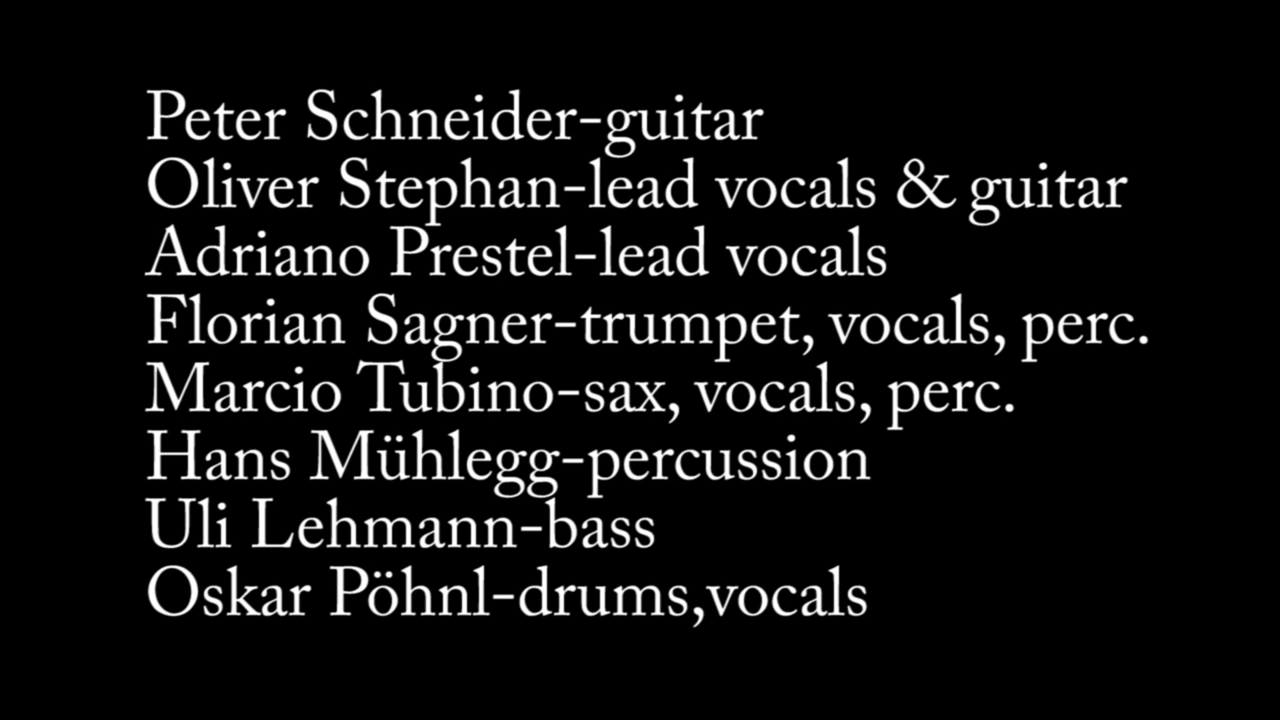 Peter Schneider-guitar
Oliver Stephan-lead vocals & guitar
Adriano Prestel-lead vocals
Florian Sagner-trumpet, vocals, perc.
Marcio Tubino-sax, vocals, perc.
Hans Mühlegg-percussion
Uli Lehmann-bass
Oskar Pöhnl-drums,vocals